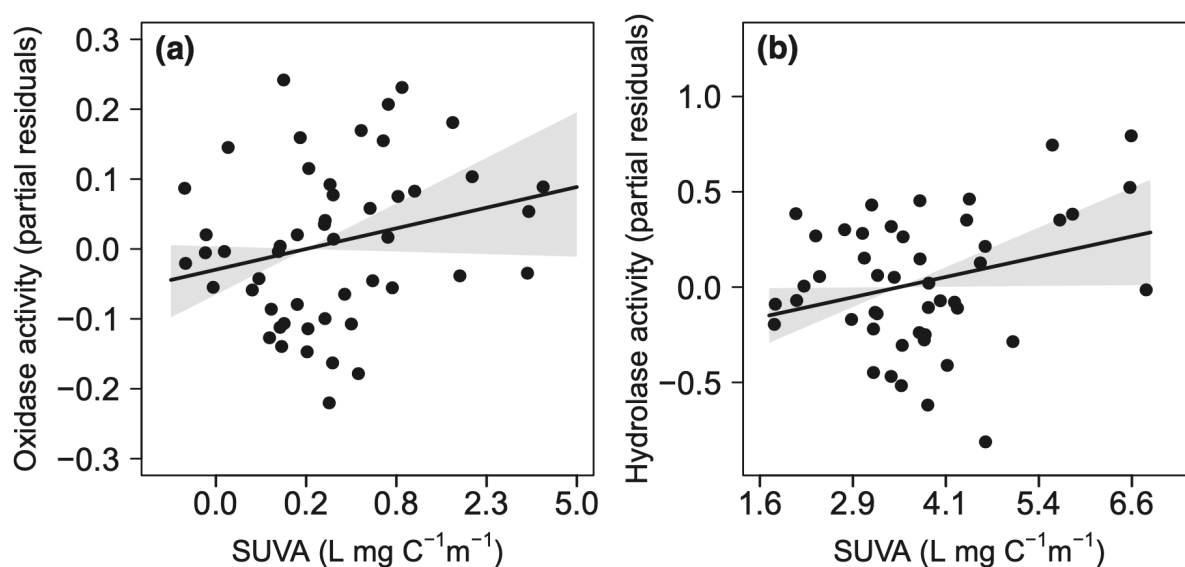 (a)
Oxidase activity (partial residuals)
0.3
0.2
0.1
0.0
−0.1
−0.2
−0.3
0.0 0.2 0.8 2.3 5.0
SUVA (L mg C⁻¹m⁻¹)
(b)
Hydrolase activity (partial residuals)
1.0
0.5
0.0
−0.5
1.6 2.9 4.1 5.4 6.6
SUVA (L mg C⁻¹m⁻¹)